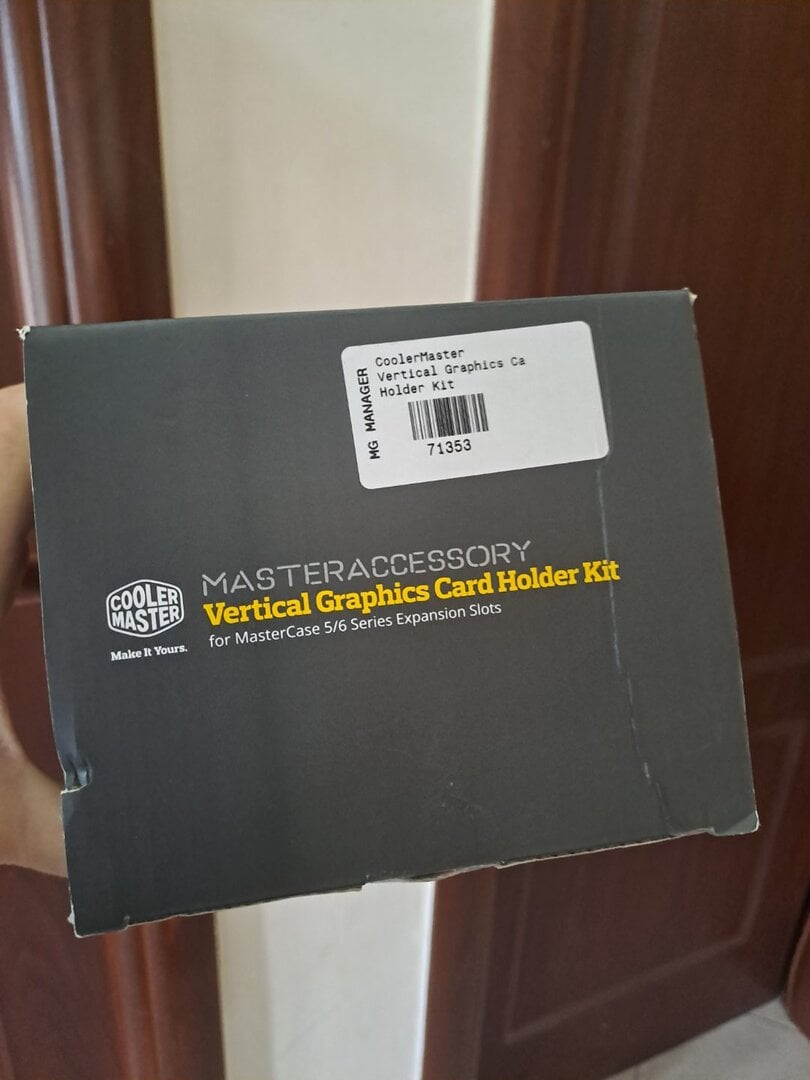 MG MANAGER
CoolerMaster
Vertical Graphics Ca
Holder Kit
71353
COOLER
MASTER
Make It Yours.
MASTERACCESSORY
Vertical Graphics Card Holder Kit
for MasterCase 5/6 Series Expansion Slots